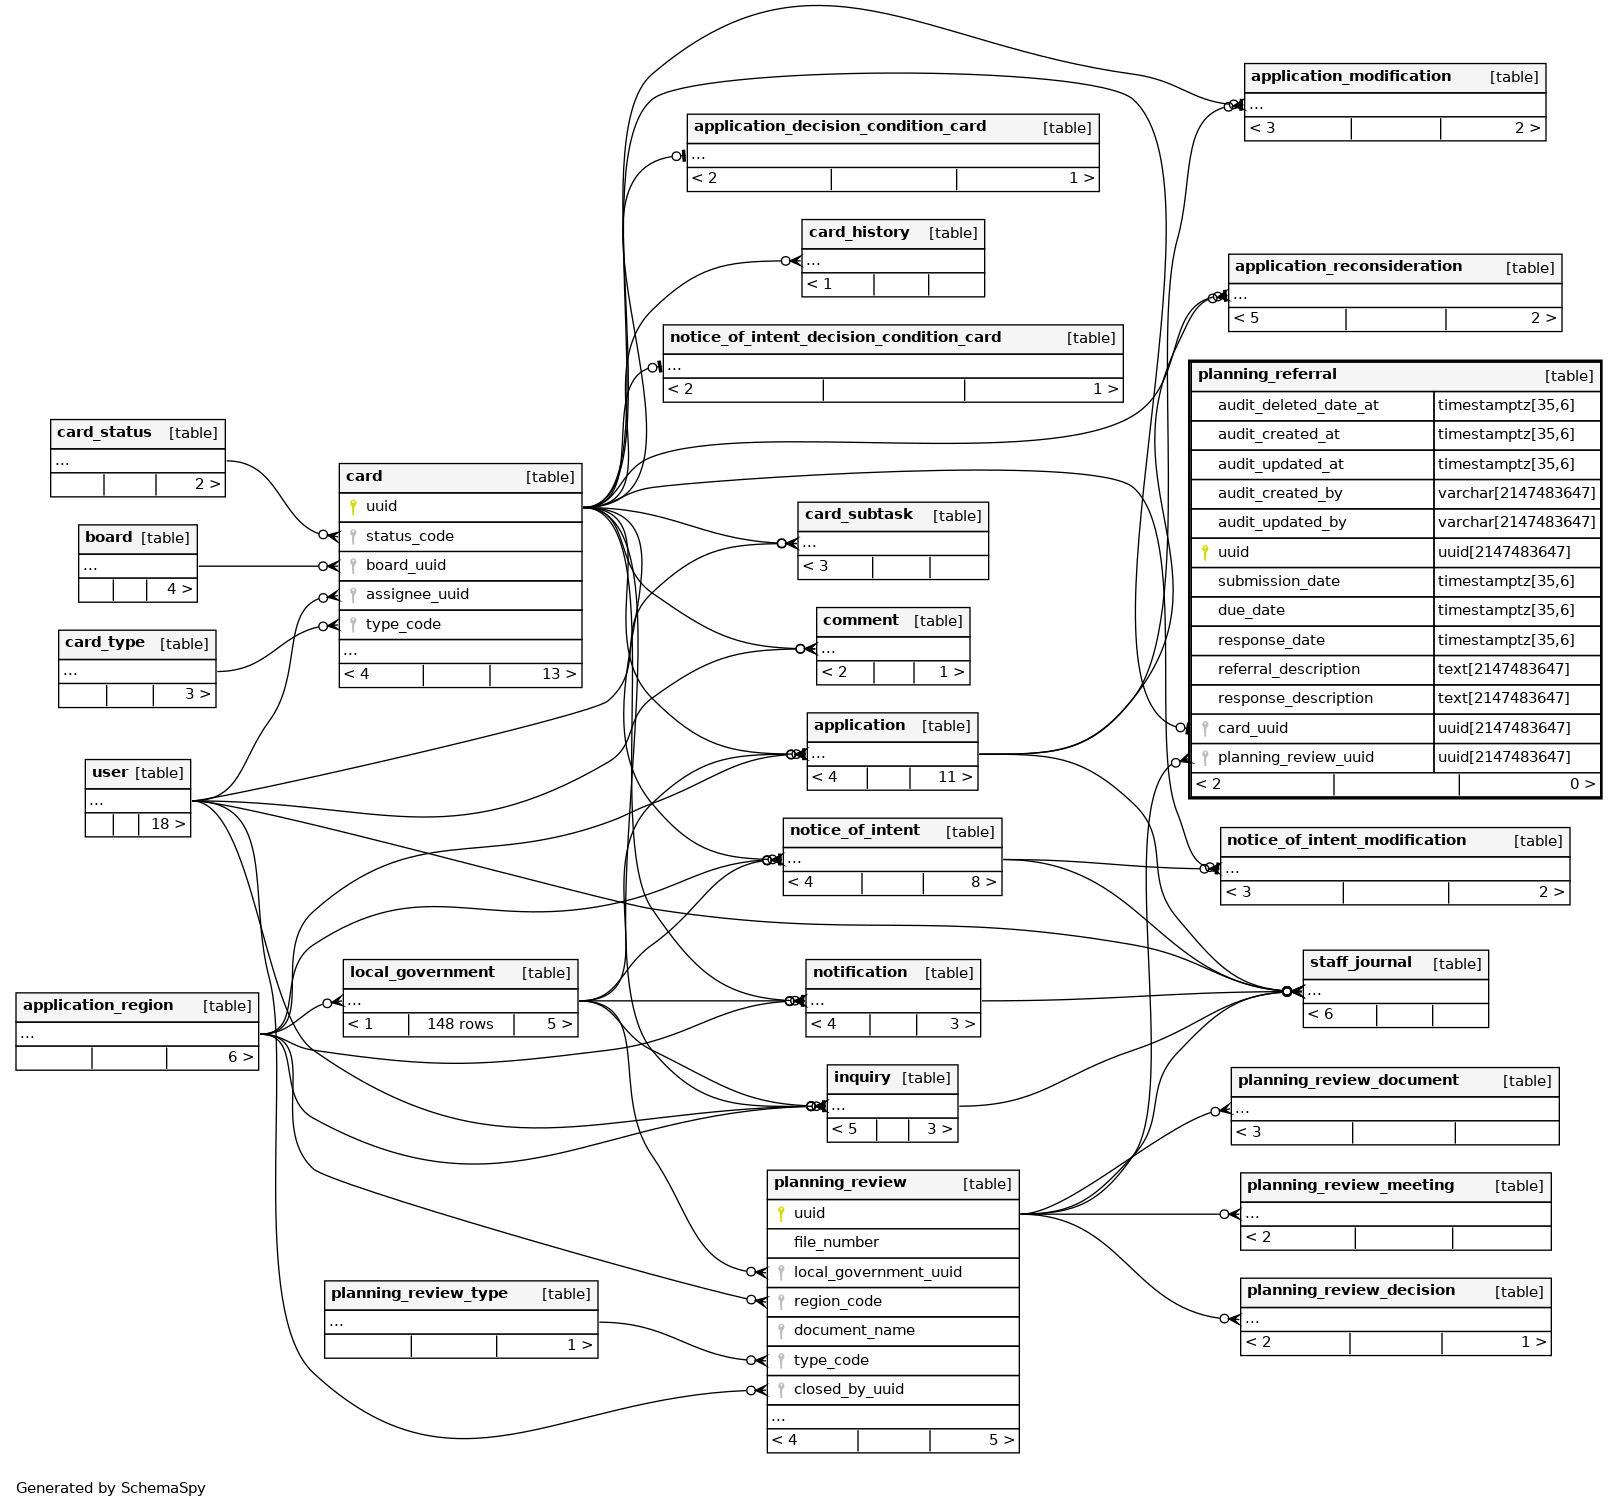 application_modification [table]
...
< 3 2 >
application_decision_condition_card [table]
...
< 2 1 >
card_history [table]
...
< 1
application_reconsideration [table]
...
< 5 2 >
notice_of_intent_decision_condition_card [table]
...
< 2 1 >
planning_referral [table]
audit_deleted_date_at timestamptz[35,6]
audit_created_at timestamptz[35,6]
audit_updated_at timestamptz[35,6]
audit_created_by varchar[2147483647]
audit_updated_by varchar[2147483647]
uuid uuid[2147483647]
submission_date timestamptz[35,6]
due_date timestamptz[35,6]
response_date timestamptz[35,6]
referral_description text[2147483647]
response_description text[2147483647]
card_uuid uuid[2147483647]
planning_review_uuid uuid[2147483647]
< 2 0 >
card_status [table]
...
2 >
card [table]
uuid
status_code
board_uuid
assignee_uuid
type_code
...
< 4 13 >
board [table]
...
4 >
card_type [table]
...
3 >
card_subtask [table]
...
< 3
comment [table]
...
< 2 1 >
application [table]
...
< 4 11 >
user [table]
...
18 >
notice_of_intent [table]
...
< 4 8 >
notice_of_intent_modification [table]
...
< 3 2 >
local_government [table]
...
< 1 148 rows 5 >
application_region [table]
...
6 >
notification [table]
...
< 4 3 >
staff_journal [table]
...
< 6
inquiry [table]
...
< 5 3 >
planning_review_document [table]
...
< 3
planning_review [table]
uuid
file_number
local_government_uuid
region_code
document_name
type_code
closed_by_uuid
...
< 4 5 >
planning_review_meeting [table]
...
< 2
planning_review_type [table]
...
1 >
planning_review_decision [table]
...
< 2 1 >
Generated by SchemaSpy